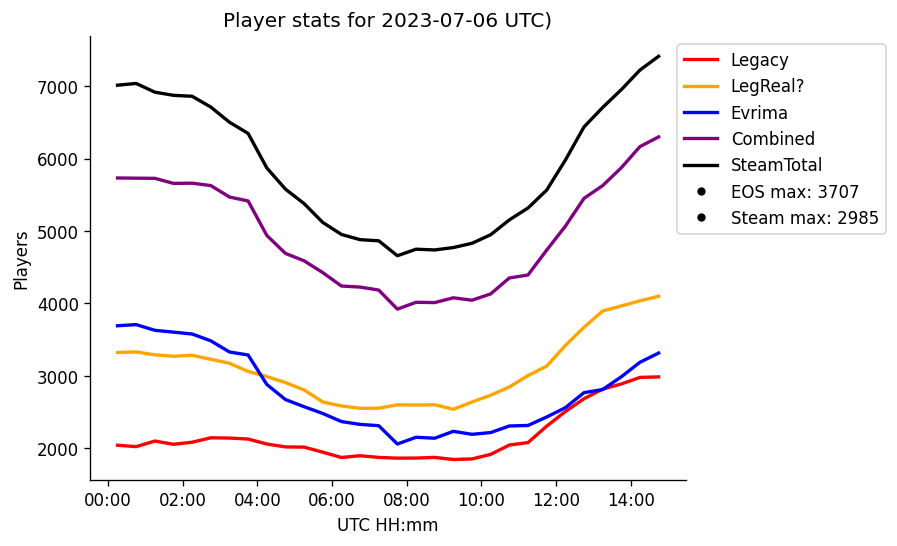 Player stats for 2023-07-06 UTC)
Legacy
LegReal?
Evrima
Combined
SteamTotal
EOS max: 3707
Steam max: 2985
Players
7000
6000
5000
4000
3000
2000
00:00 02:00 04:00 06:00 08:00 10:00 12:00 14:00
UTC HH:mm